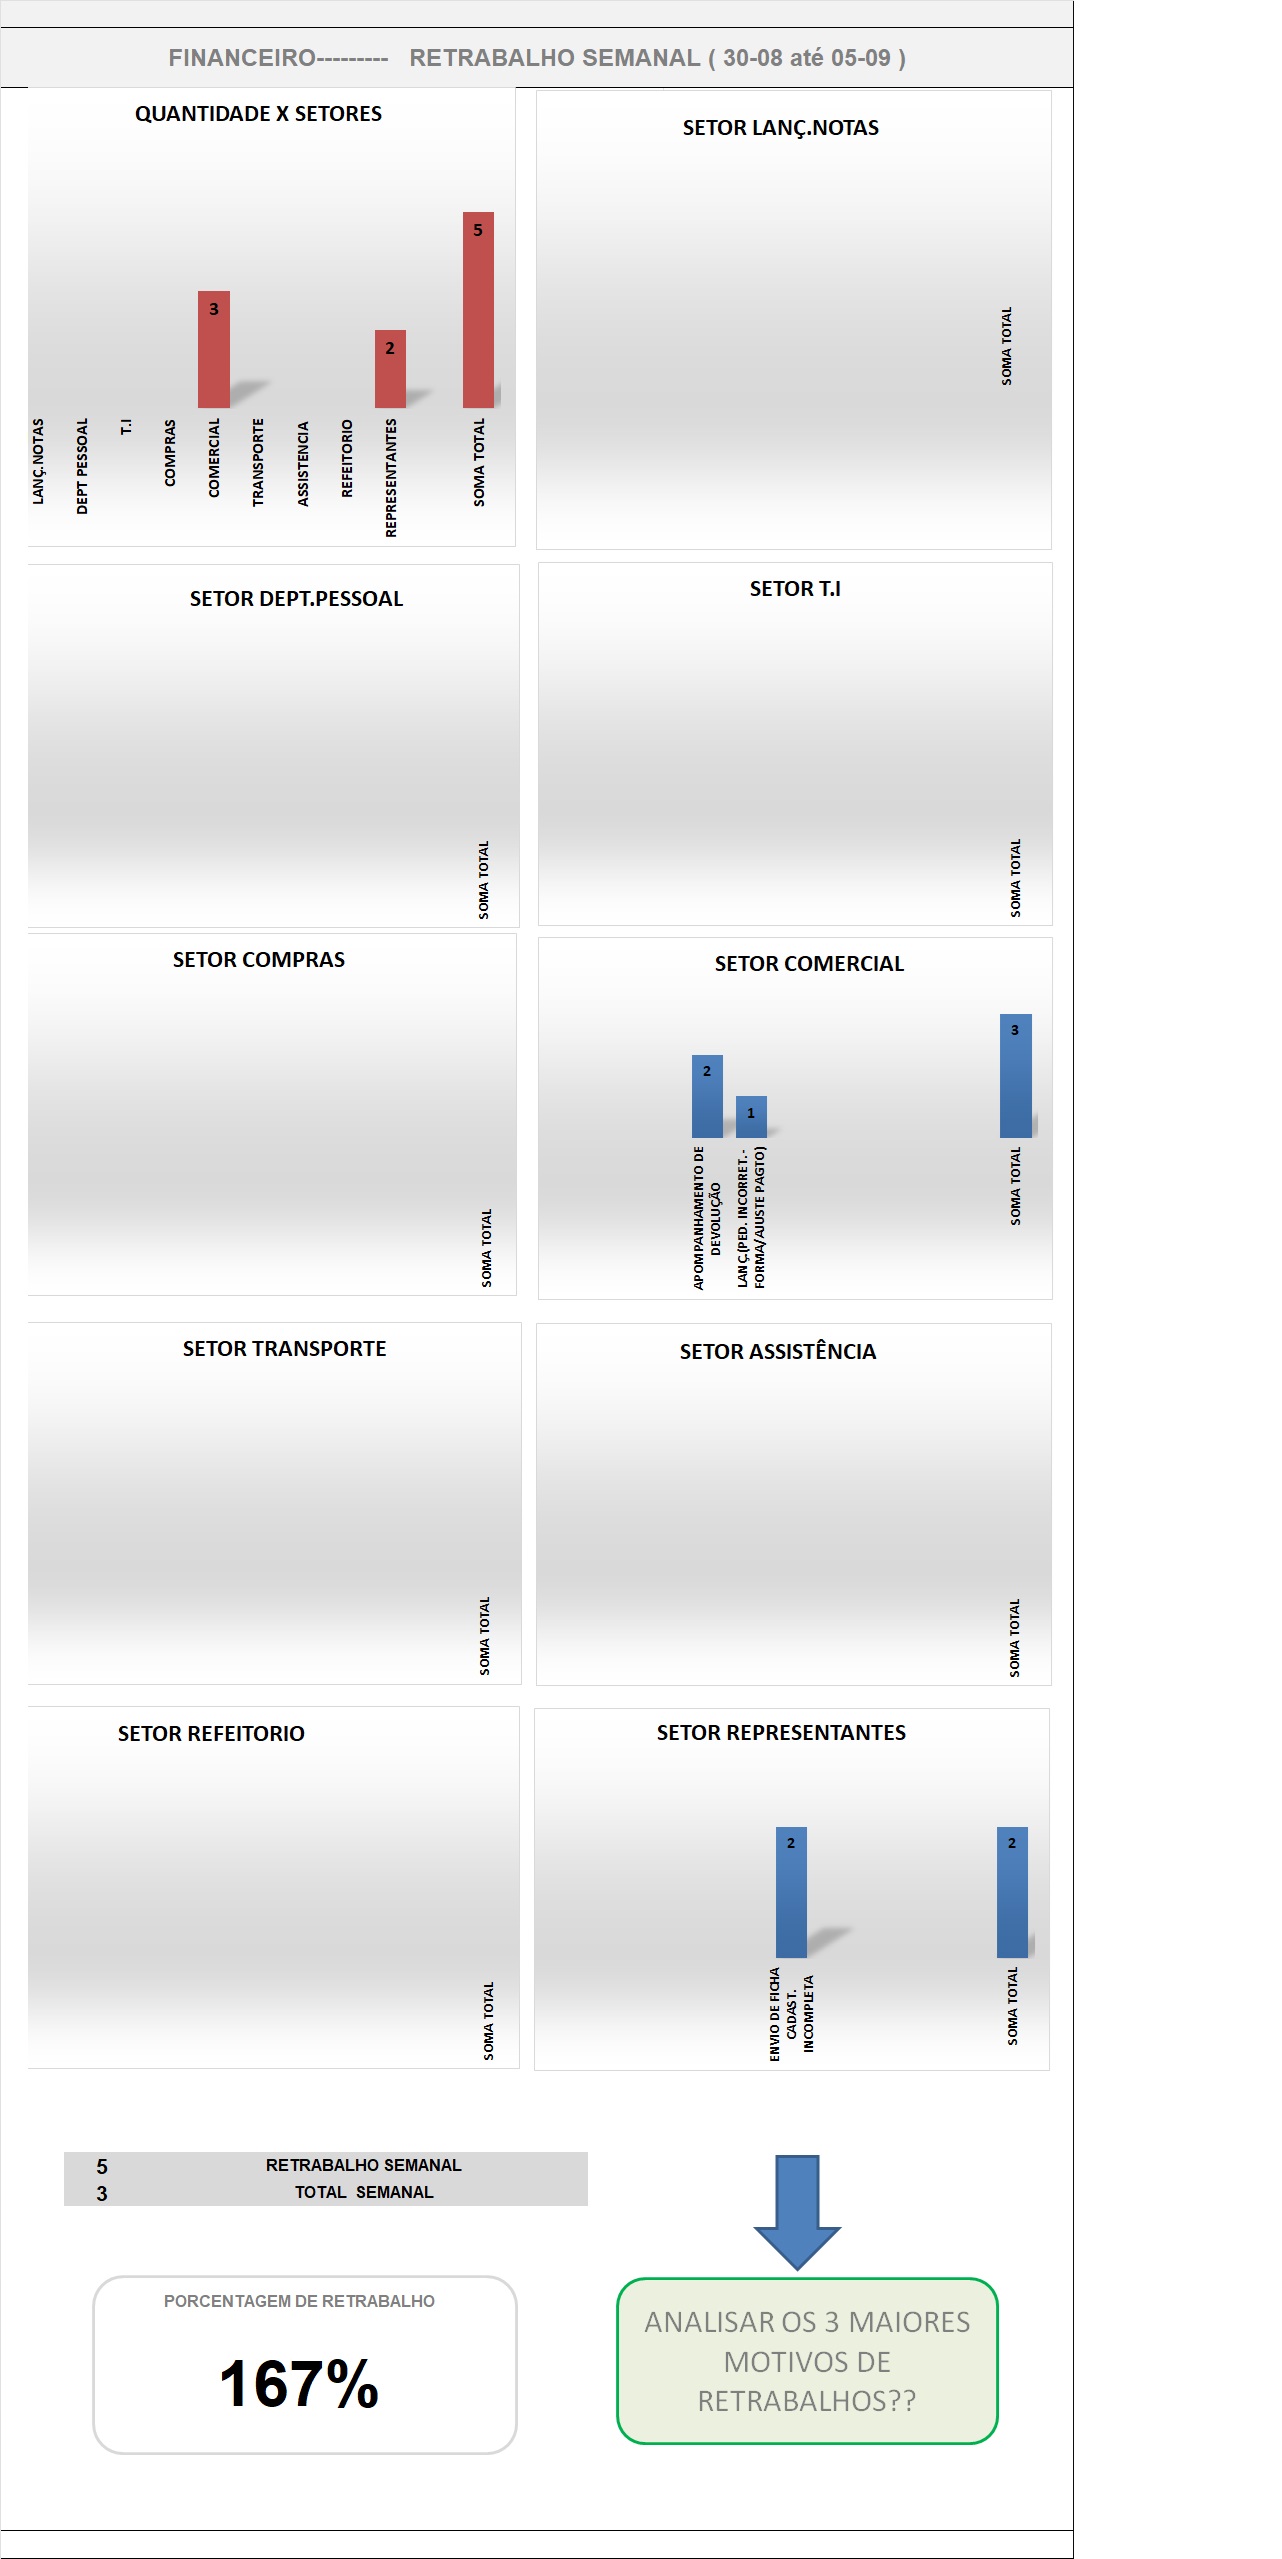 FINANCEIRO--------- RETRABALHO SEMANAL ( 30-08 até 05-09 )
QUANTIDADE X SETORES
5
3
2
LANÇ.NOTAS
DEPT PESSOAL
T.I
COMPRAS
COMERCIAL
TRANSPORTE
ASSISTENCIA
REFEITORIO
REPRESENTANTES
SOMA TOTAL
SETOR LANÇ.NOTAS
SOMA TOTAL
SETOR DEPT.PESSOAL
SOMA TOTAL
SETOR T.I
SOMA TOTAL
SETOR COMPRAS
SOMA TOTAL
SETOR COMERCIAL
3
2
1
APOMPANHAMENTO DE
DEVOLUÇÃO
LANÇ.(PED. INCORRET. -
FORMA/AJUSTE PAGTO)
SOMA TOTAL
SETOR TRANSPORTE
SOMA TOTAL
SETOR ASSISTÊNCIA
SOMA TOTAL
SETOR REFEITORIO
SOMA TOTAL
SETOR REPRESENTANTES
2
2
ENVIO DE FICHA
CADAST.
INCOMPLETA
SOMA TOTAL
5 RETRABALHO SEMANAL
3 TOTAL SEMANAL
PORCENTAGEM DE RETRABALHO
167%
ANALISAR OS 3 MAIORES
MOTIVOS DE
RETRABALHOS??